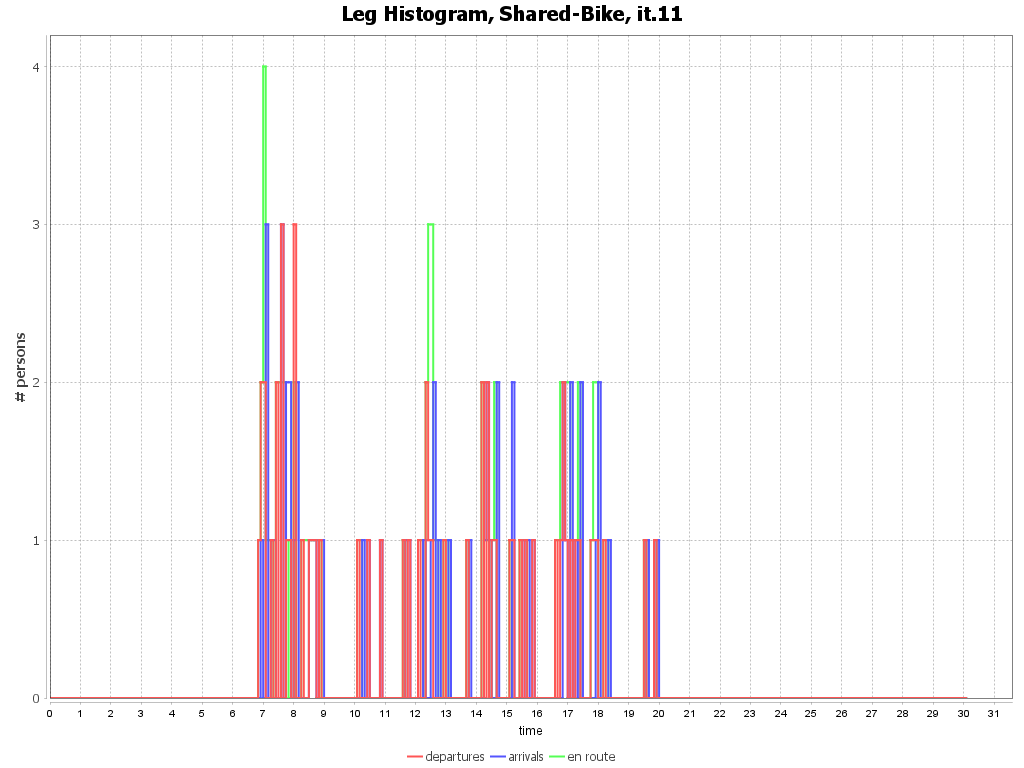 Leg Histogram, Shared-Bike, it.11
# persons
4
3
2
1
0
0 1 2 3 4 5 6 7 8 9 10 11 12 13 14 15 16 17 18 19 20 21 22 23 24 25 26 27 28 29 30 31
time
departures arrivals en route